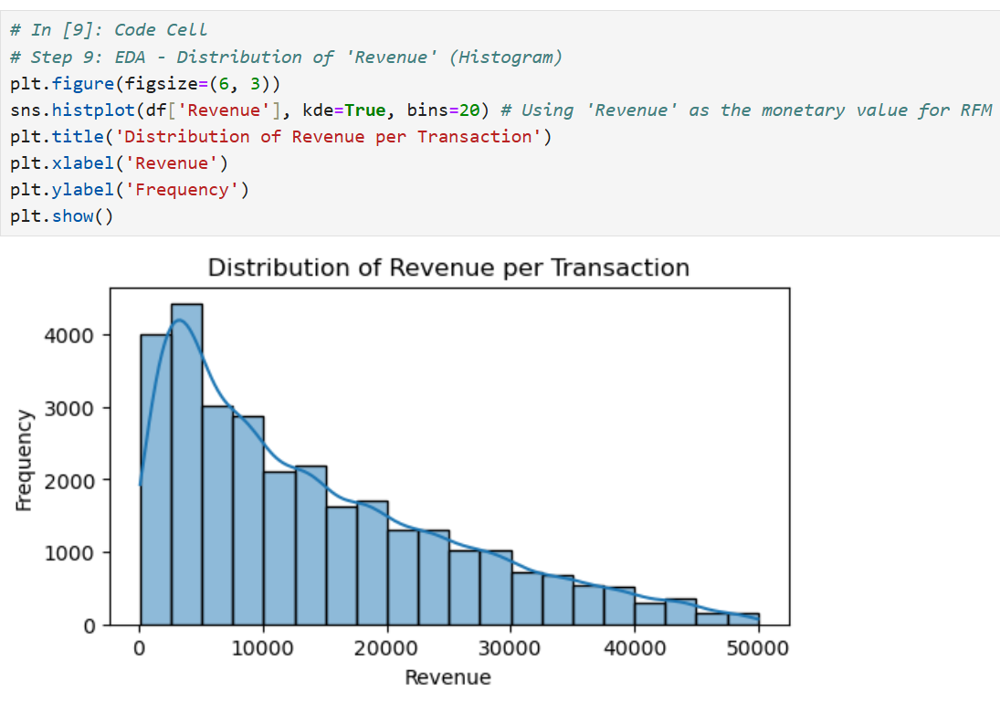 # In [9]: Code Cell
# Step 9: EDA - Distribution of 'Revenue' (Histogram)
plt.figure(figsize=(6, 3))
sns.histplot(df['Revenue'], kde=True, bins=20) # Using 'Revenue' as the monetary value for RFM
plt.title('Distribution of Revenue per Transaction')
plt.xlabel('Revenue')
plt.ylabel('Frequency')
plt.show()
Distribution of Revenue per Transaction
Frequency
4000
3000
2000
1000
0
0 10000 20000 30000 40000 50000
Revenue